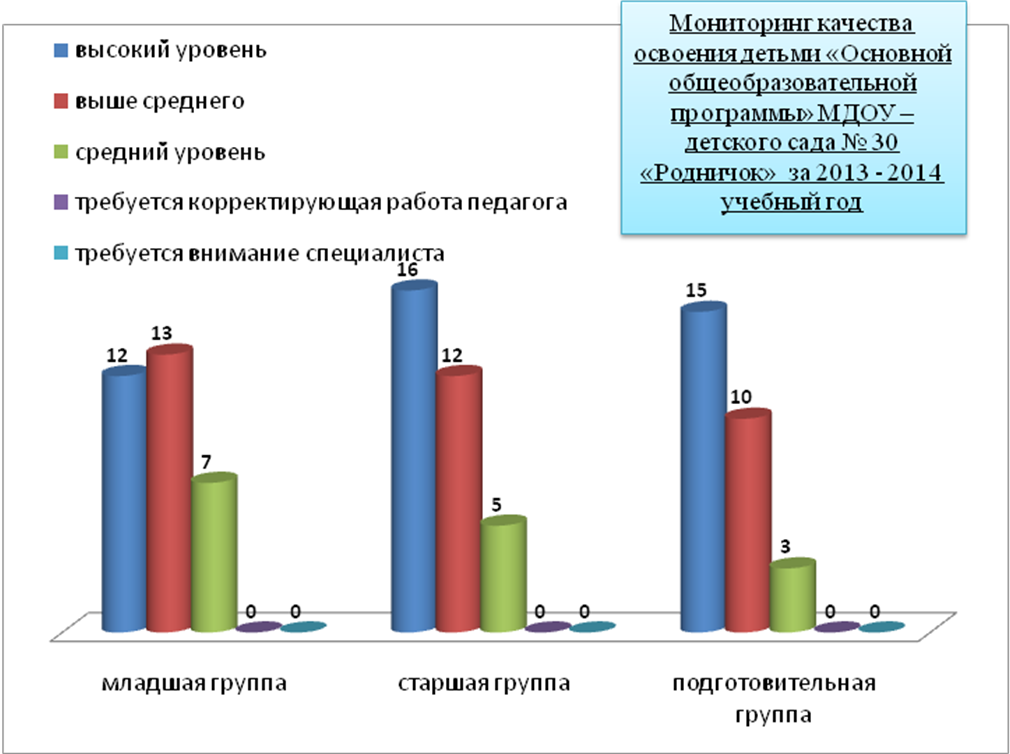 Мониторинг качества
освоения детьми «Основной
общеобразовательной
программы» МДОУ –
детского сада № 30
«Родничок» за 2013 - 2014
учебный год
высокий уровень
выше среднего
средний уровень
требуется корректирующая работа педагога
требуется внимание специалиста
12
13
7
0
0
16
12
5
0
0
15
10
3
0
0
младшая группа
старшая группа
подготовительная
группа